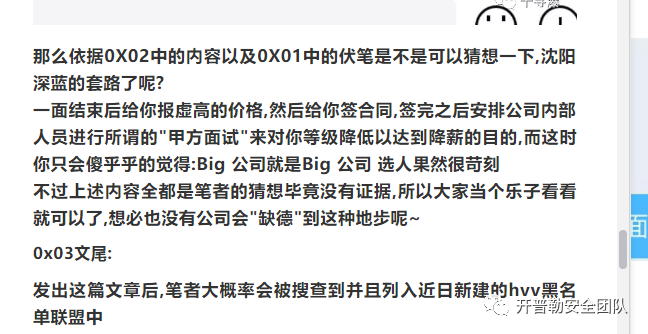 那么依据0X02中的内容以及0X01中的伏笔是不是可以猜想一下,沈阳
深蓝的套路了呢?
一面结束后给你报虚高的价格,然后给你签合同,签完之后安排公司内部
人员进行所谓的"甲方面试"来对你等级降低以达到降薪的目的,而这时
你只会傻乎乎的觉得:Big 公司就是Big 公司 选人果然很苛刻
不过上述内容全都是笔者的猜想毕竟没有证据,所以大家当个乐子看看
就可以了,想必也没有公司会"缺德"到这种地步呢~
0x03文尾:
发出这篇文章后,笔者大概率会被搜查到并且列入近日新建的hvv黑名
单联盟中
面
开普勒安全团队